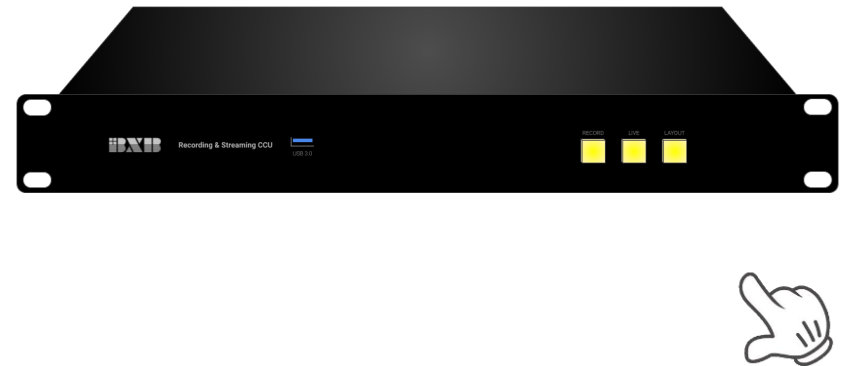 BXB
Recording & Streaming CCU
USB 3.0
RECORD
LIVE
LAYOUT